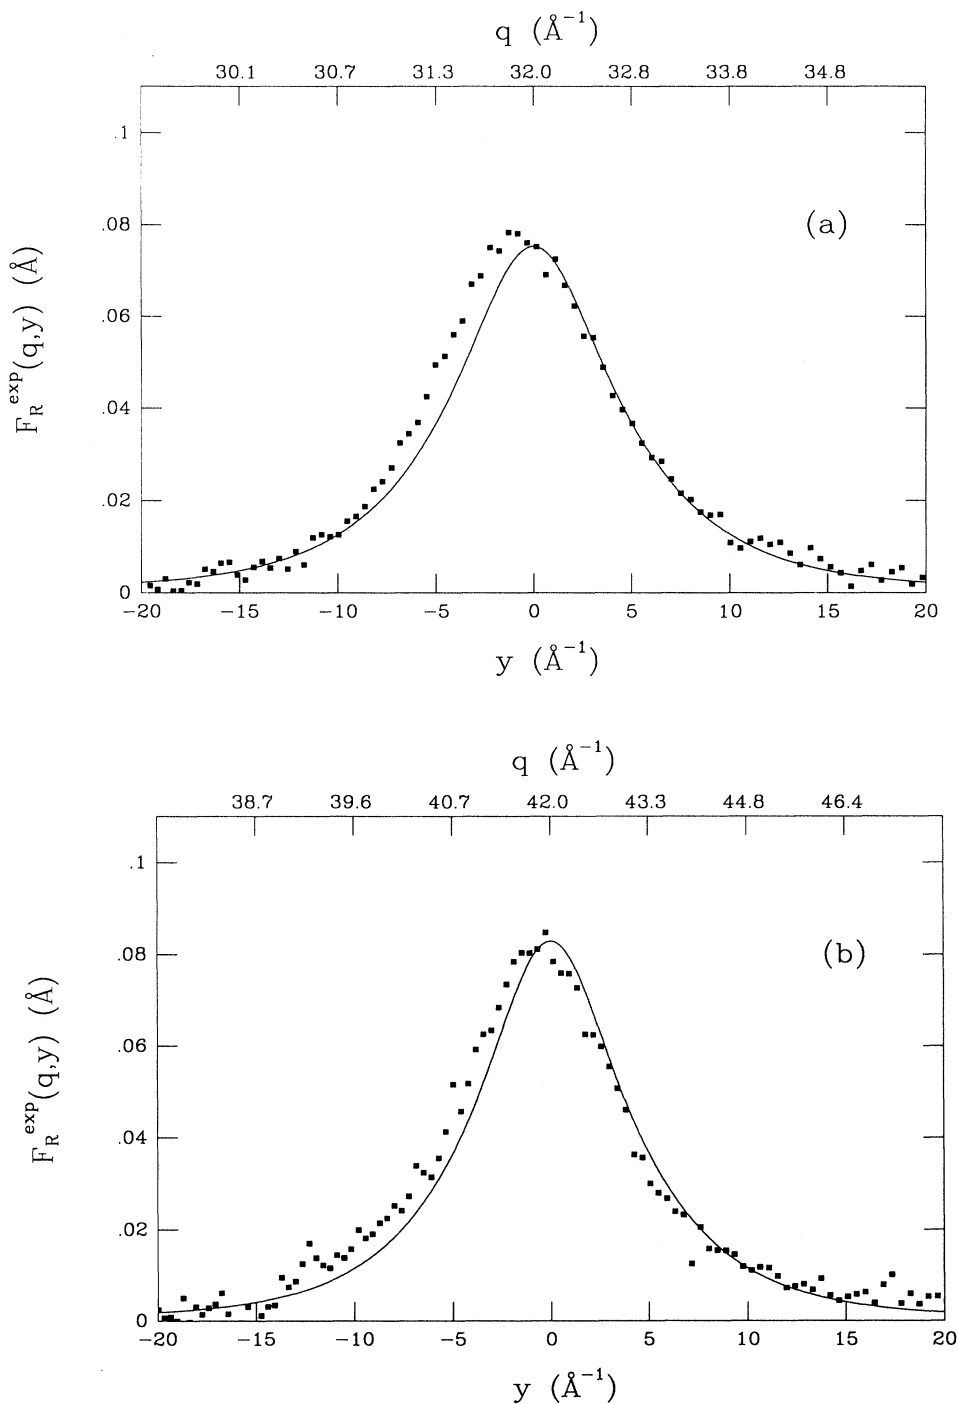 q (Å⁻¹)
30.1 30.7 31.3 32.0 32.8 33.8 34.8
.1
.08
.06
.04
.02
0
F_R^exp(q,y) (Å)
(a)
−20 −15 −10 −5 0 5 10 15 20
y (Å⁻¹)
q (Å⁻¹)
38.7 39.6 40.7 42.0 43.3 44.8 46.4
.1
.08
.06
.04
.02
0
F_R^exp(q,y) (Å)
(b)
−20 −15 −10 −5 0 5 10 15 20
y (Å⁻¹)